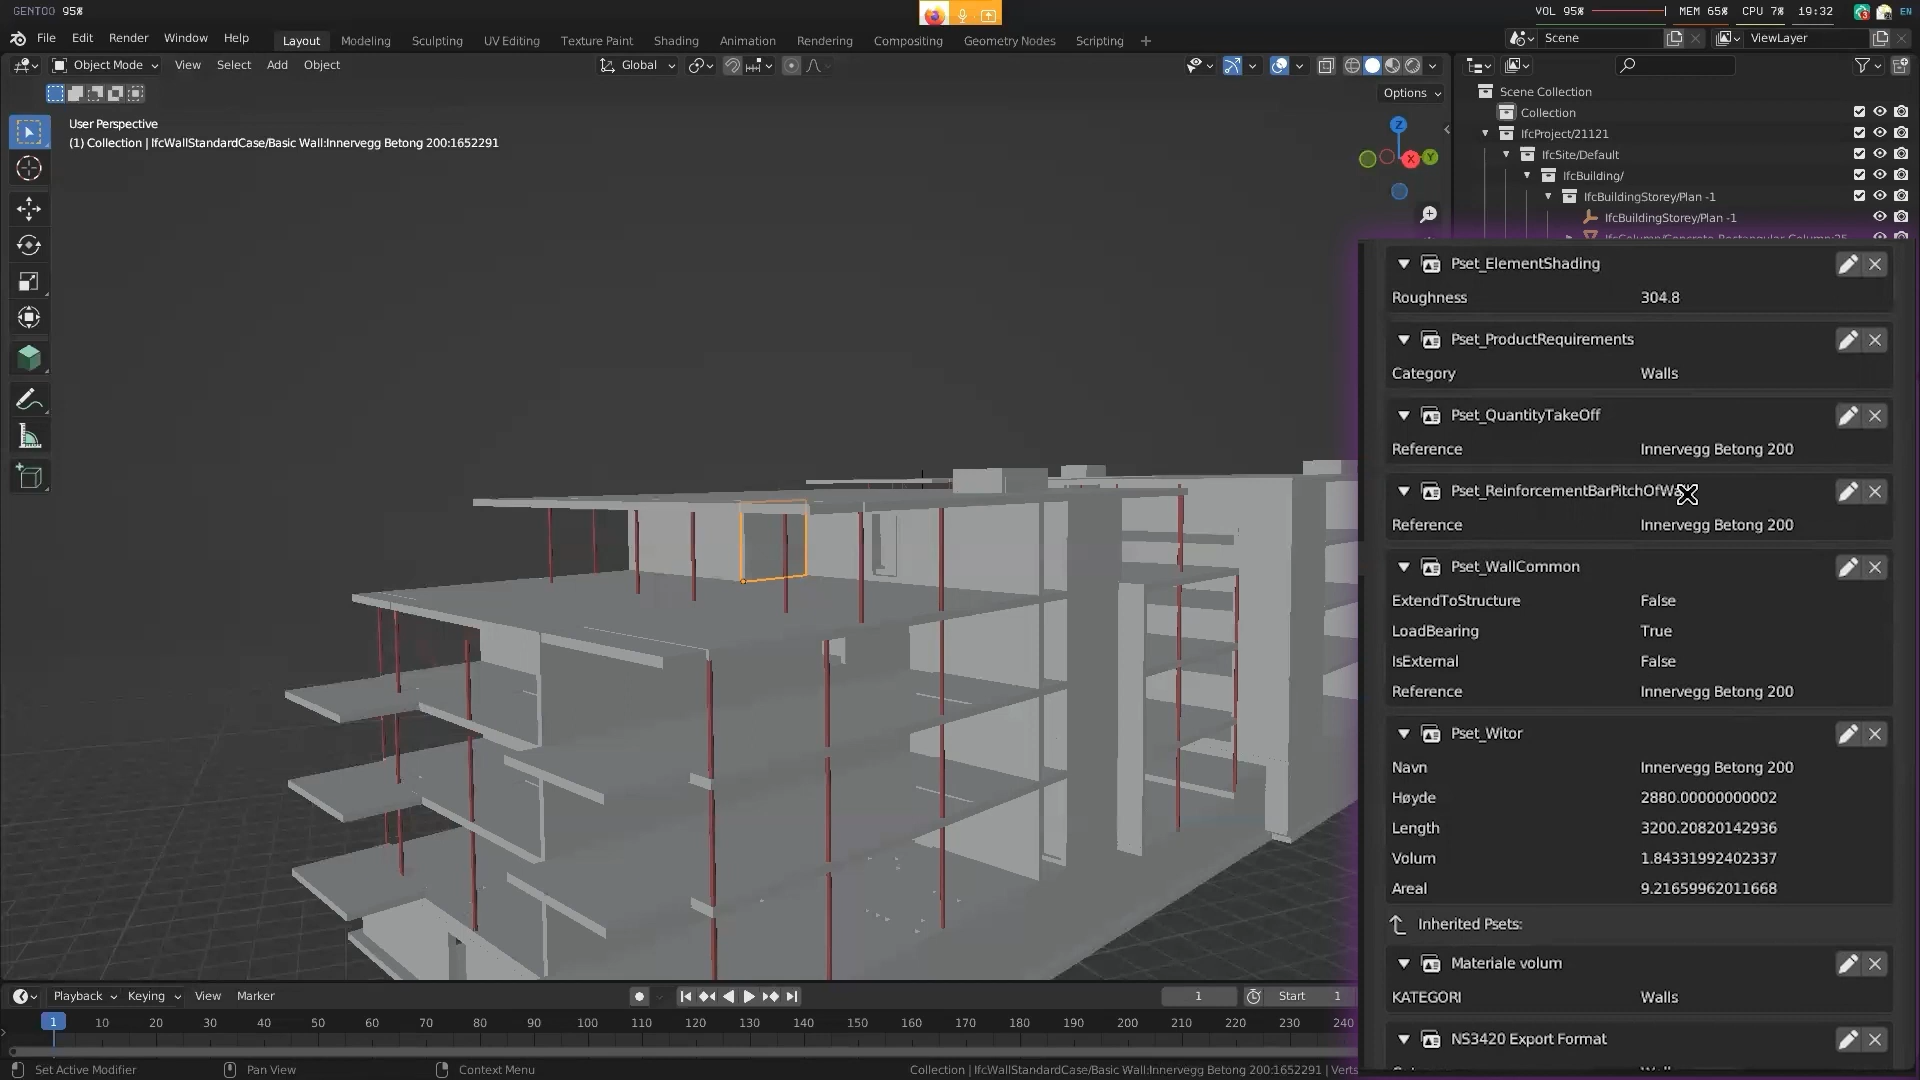 GENTOO 95%
VOL 95% MEM 65% CPU 7% 19:32 EN
File Edit Render Window Help Layout Modeling Sculpting UV Editing Texture Paint Shading Animation Rendering Compositing Geometry Nodes Scripting +
Scene ViewLayer
Object Mode View Select Add Object Global
Options
User Perspective
(1) Collection | IfcWallStandardCase/Basic Wall:Innervegg Betong 200:1652291
Z
X
Y
Scene Collection
Collection
IfcProject/21121
IfcSite/Default
IfcBuilding/
IfcBuildingStorey/Plan -1
IfcBuildingStorey/Plan -1
Pset_ElementShading
Roughness 304.8
Pset_ProductRequirements
Category Walls
Pset_QuantityTakeOff
Reference Innervegg Betong 200
Reference Innervegg Betong 200
Pset_WallCommon
ExtendToStructure False
LoadBearing True
IsExternal False
Reference Innervegg Betong 200
Pset_Witor
Navn Innervegg Betong 200
Høyde 2880.00000000002
Length 3200.20820142936
Volum 1.84331992402337
Areal 9.21659962011668
Inherited Psets:
Materiale volum
KATEGORI Walls
NS3420 Export Format
Playback Keying View Marker 1 Start 1
1 10 20 30 40 50 60 70 80 90 100 110 120 130 140 150 160 170 180 190 200 210 220 230 240
Set Active Modifier Pan View Context Menu Collection | IfcWallStandardCase/Basic Wall:Innervegg Betong 200:1652291 | Verts